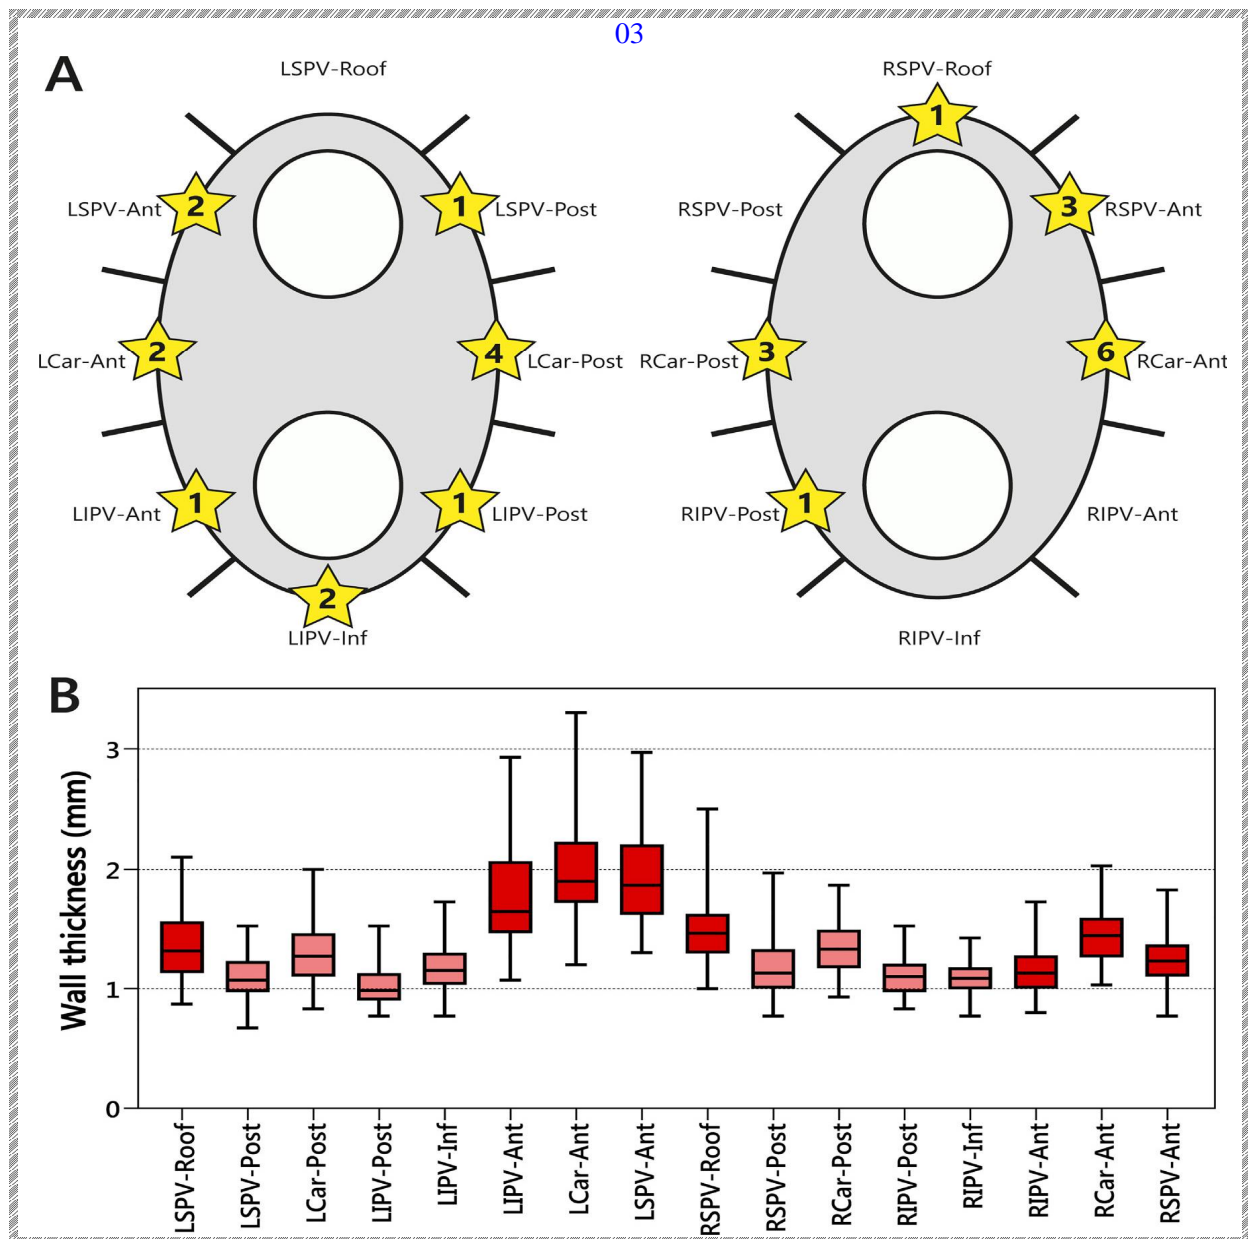 03
A
LSPV-Roof
RSPV-Roof
1
LSPV-Ant 2
1 LSPV-Post
RSPV-Post
3 RSPV-Ant
LCar-Ant 2
4 LCar-Post
RCar-Post 3
6 RCar-Ant
LIPV-Ant 1
1 LIPV-Post
RIPV-Post 1
RIPV-Ant
2
LIPV-Inf
RIPV-Inf
B
Wall thickness (mm)
3
2
1
0
LSPV-Roof
LSPV-Post
LCar-Post
LIPV-Post
LIPV-Inf
LIPV-Ant
LCar-Ant
LSPV-Ant
RSPV-Roof
RSPV-Post
RCar-Post
RIPV-Post
RIPV-Inf
RIPV-Ant
RCar-Ant
RSPV-Ant